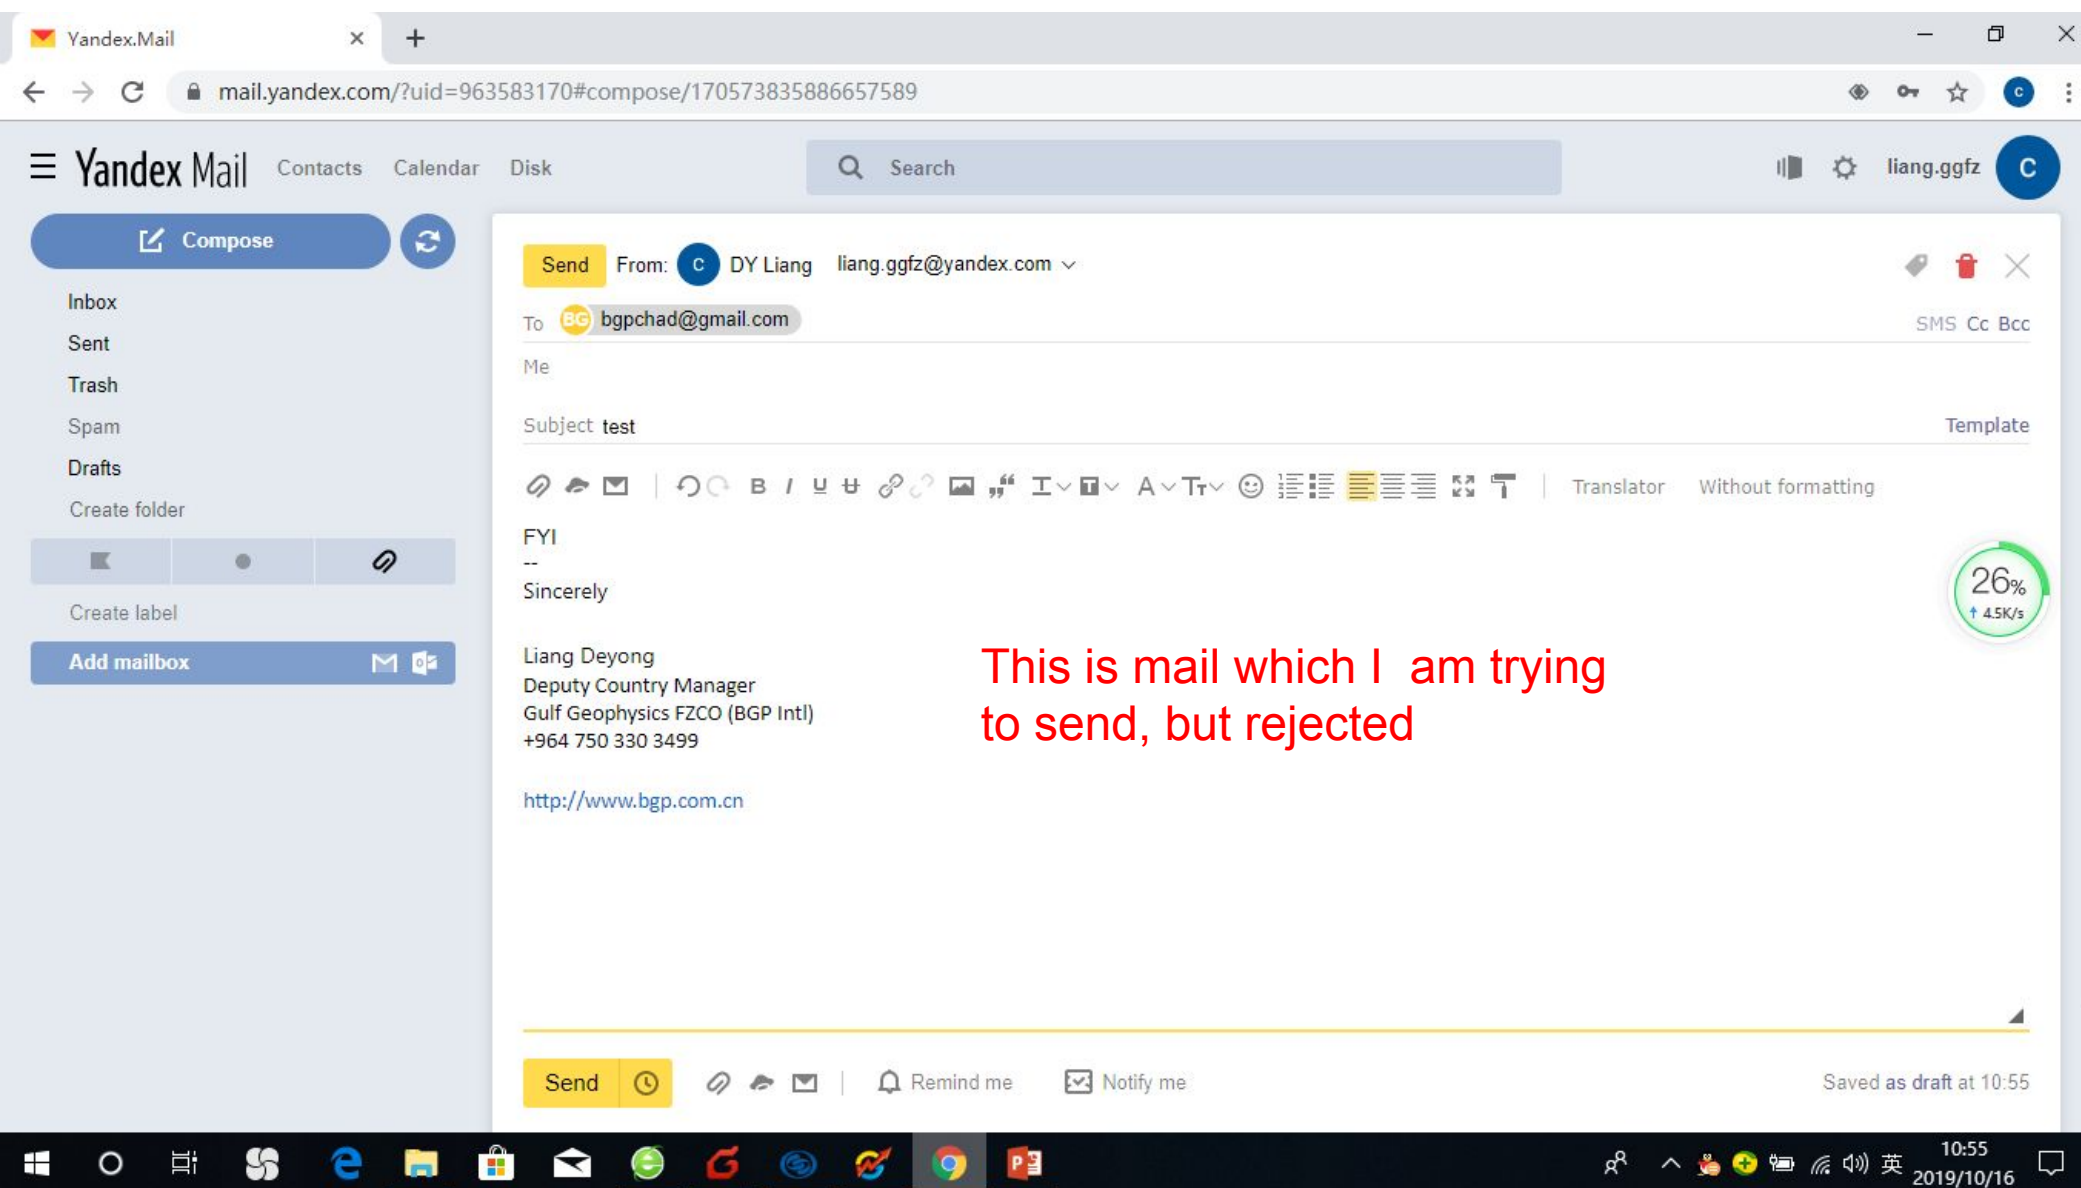 Yandex.Mail
mail.yandex.com/?uid=963583170#compose/170573835886657589
C
Yandex Mail Contacts Calendar Disk
Search
liang.ggfz C
Compose
Inbox
Sent
Trash
Spam
Drafts
Create folder
Create label
Add mailbox
Send From: C DY Liang liang.ggfz@yandex.com
To BG bgpchad@gmail.com
SMS Cc Bcc
Me
Subject test
Template
B I U U T A TT Translator Without formatting
FYI
--
Sincerely
Liang Deyong
Deputy Country Manager
Gulf Geophysics FZCO (BGP Intl)
+964 750 330 3499
http://www.bgp.com.cn
This is mail which I am trying
to send, but rejected
26%
4.5K/s
Send
Remind me
Notify me
Saved as draft at 10:55
英
10:55
2019/10/16